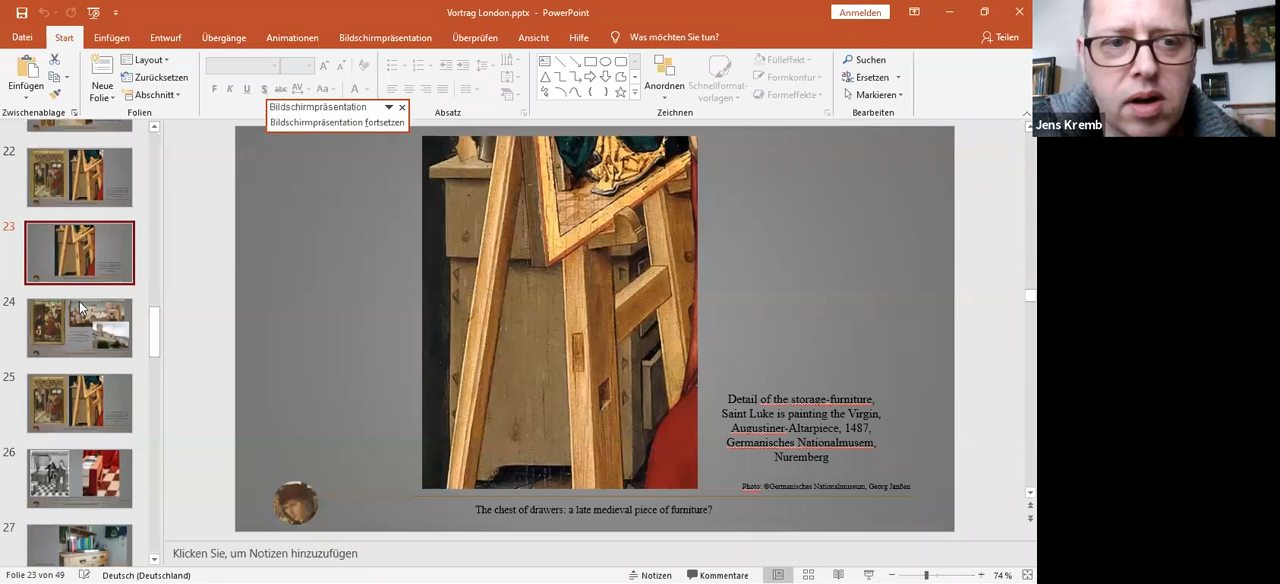 Vortrag London.pptx - PowerPoint
Anmelden
Datei
Start
Einfügen
Entwurf
Übergänge
Animationen
Bildschirmpräsentation
Überprüfen
Ansicht
Hilfe
Was möchten Sie tun?
Teilen
Einfügen
Neue
Folie
Layout
Zurücksetzen
Abschnitt
F K U S abc AV Aa A
Anordnen
Schnellformat-
vorlagen
Fülleffekt
Formkontur
Formeffekte
Suchen
Ersetzen
Markieren
Zwischenablage
Folien
Absatz
Zeichnen
Bearbeiten
Bildschirmpräsentation
Bildschirmpräsentation fortsetzen
Jens Kremb
22
23
24
25
26
27
Detail of the storage-furniture,
Saint Luke is painting the Virgin,
Augustiner-Altarpiece, 1487,
Germanisches Nationalmusem,
Nuremberg
Photo: ©Germanisches Nationalmuseum, Georg Janßen
The chest of drawers: a late medieval piece of furniture?
Klicken Sie, um Notizen hinzuzufügen
Folie 23 von 49
Deutsch (Deutschland)
Notizen
Kommentare
74 %